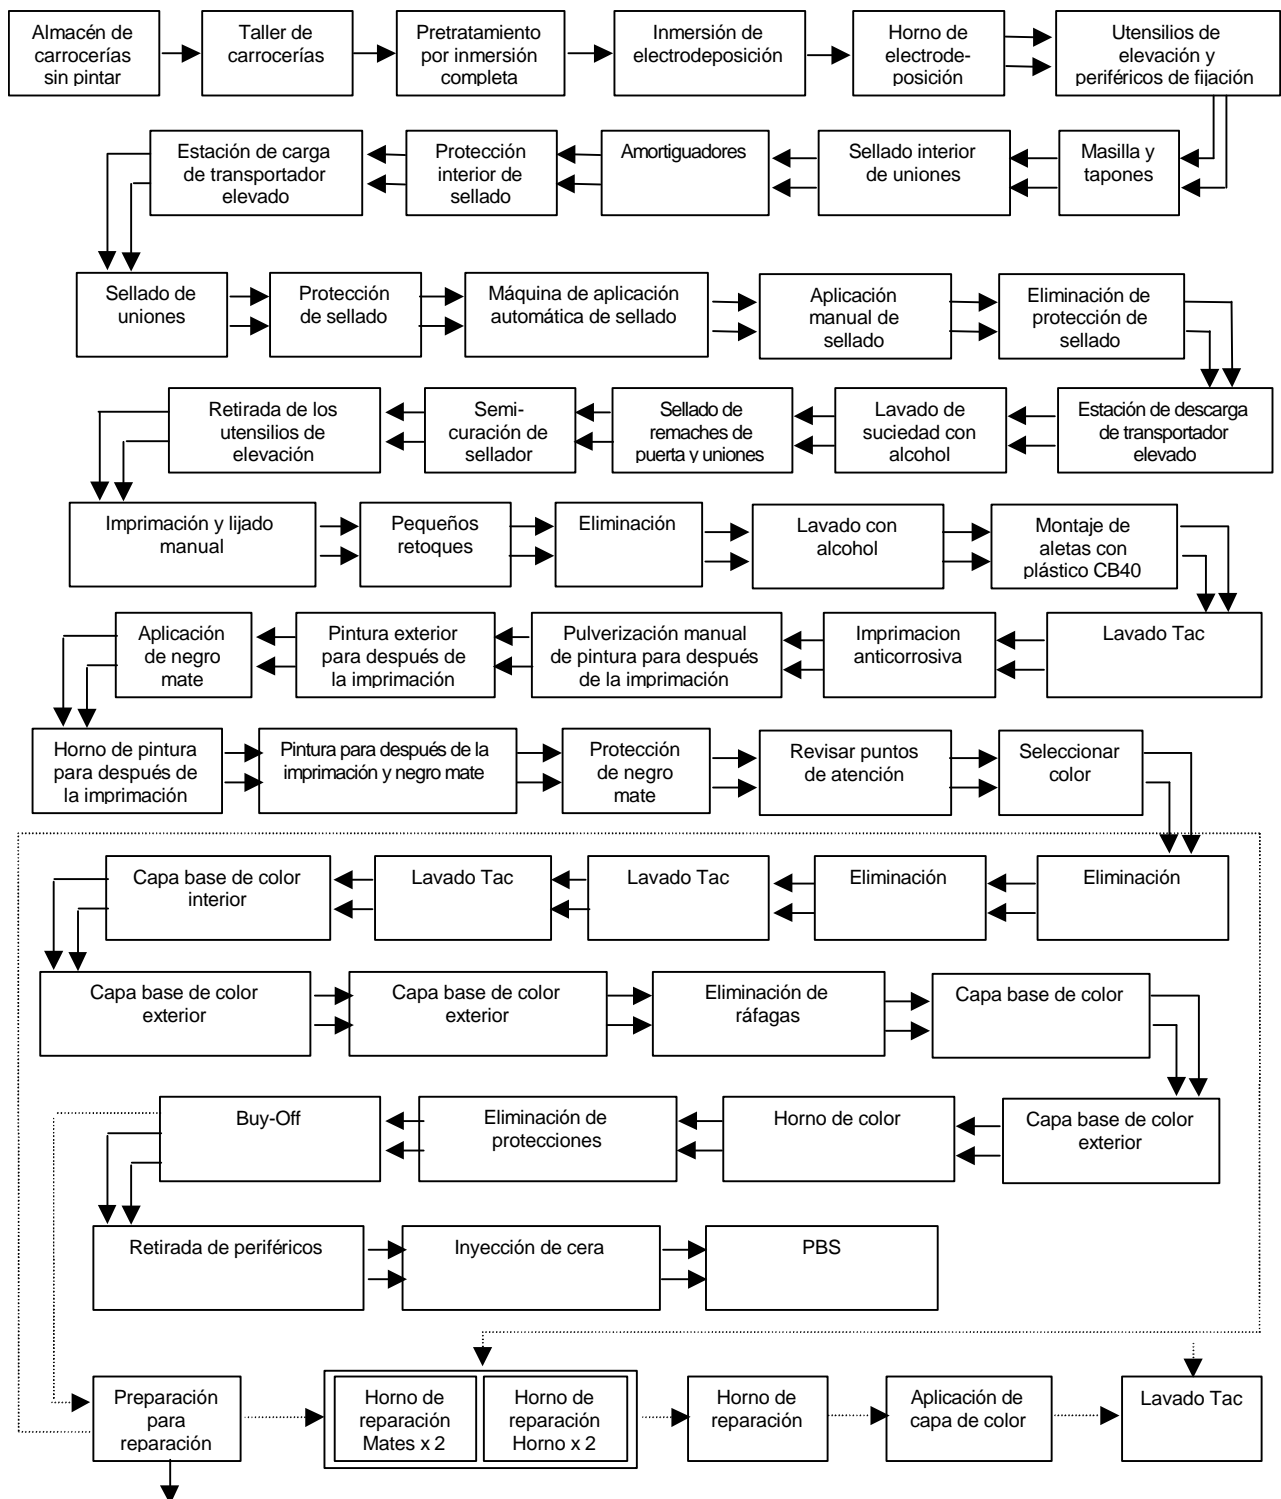 Almacén de
carrocerías
sin pintar
Taller de
carrocerías
Pretratamiento
por inmersión
completa
Inmersión de
electrodeposición
Horno de
electrode-
posición
Utensilios de
elevación y
periféricos de fijación
Estación de carga
de transportador
elevado
Protección
interior de
sellado
Amortiguadores
Sellado interior
de uniones
Masilla y
tapones
Sellado de
uniones
Protección
de sellado
Máquina de aplicación
automática de sellado
Aplicación
manual de
sellado
Eliminación de
protección de
sellado
Retirada de los
utensilios de
elevación
Semi-
curación de
sellador
Sellado de
remaches de
puerta y uniones
Lavado de
suciedad con
alcohol
Estación de descarga
de transportador
elevado
Imprimación y lijado
manual
Pequeños
retoques
Eliminación
Lavado con
alcohol
Montaje de
aletas con
plástico CB40
Aplicación
de negro
mate
Pintura exterior
para después de
la imprimación
Pulverización manual
de pintura para después
de la imprimación
Imprimacion
anticorrosiva
Lavado Tac
Horno de pintura
para después de
la imprimación
Pintura para después de la
imprimación y negro mate
Protección
de negro
mate
Revisar puntos
de atención
Seleccionar
color
Capa base de color
interior
Lavado Tac
Lavado Tac
Eliminación
Eliminación
Capa base de color
exterior
Capa base de color
exterior
Eliminación de
ráfagas
Capa base de color
Buy-Off
Eliminación de
protecciones
Horno de color
Capa base de color
exterior
Retirada de periféricos
Inyección de cera
PBS
Preparación
para
reparación
Horno de
reparación
Mates x 2
Horno de
reparación
Horno x 2
Horno de
reparación
Aplicación de
capa de color
Lavado Tac